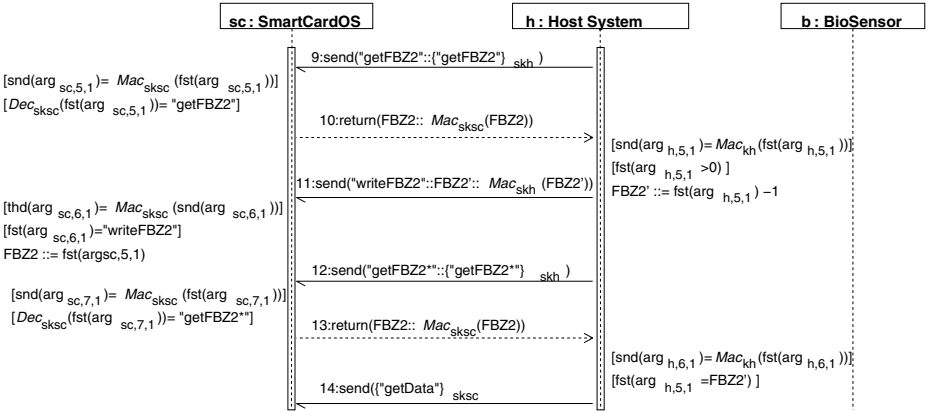 sc : SmartCardOS
h : Host System
b : BioSensor
9:send("getFBZ2"::{"getFBZ2"} skh )
[snd(arg sc,5,1)= Mac sksc (fst(arg sc,5,1 ))]
[Dec sksc(fst(arg sc,5,1 ))= "getFBZ2"]
10:return(FBZ2:: Mac sksc(FBZ2))
[snd(arg h,5,1)= Mac kh (fst(arg h,5,1 ))]
[fst(arg h,5,1 >0) ]
FBZ2' ::= fst(arg h,5,1 ) −1
11:send("writeFBZ2"::FBZ2':: Mac skh (FBZ2'))
[thd(arg sc,6,1)= Mac sksc (snd(arg sc,6,1 ))]
[fst(arg sc,6,1)="writeFBZ2"]
FBZ2 ::= fst(argsc,5,1)
12:send("getFBZ2*"::{"getFBZ2*"} skh )
[snd(arg sc,7,1)= Mac sksc (fst(arg sc,7,1 ))]
[Dec sksc(fst(arg sc,7,1 ))= "getFBZ2*"]
13:return(FBZ2:: Mac sksc(FBZ2))
[snd(arg h,6,1)= Mac kh (fst(arg h,6,1 ))]
[fst(arg h,5,1 =FBZ2') ]
14:send({"getData"} sksc